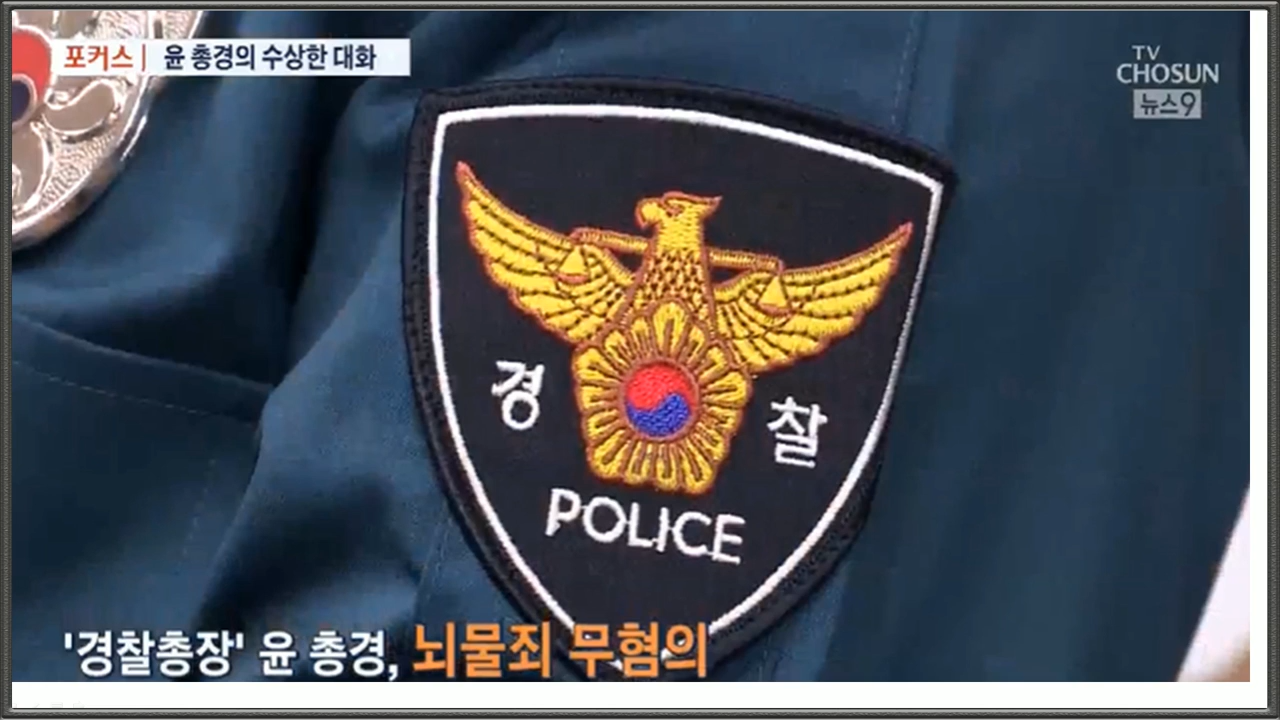 포커스| 윤 총경의 수상한 대화
TV
CHOSUN
뉴스9
경 찰
POLICE
'경찰총장' 윤 총경, 뇌물죄 무혐의